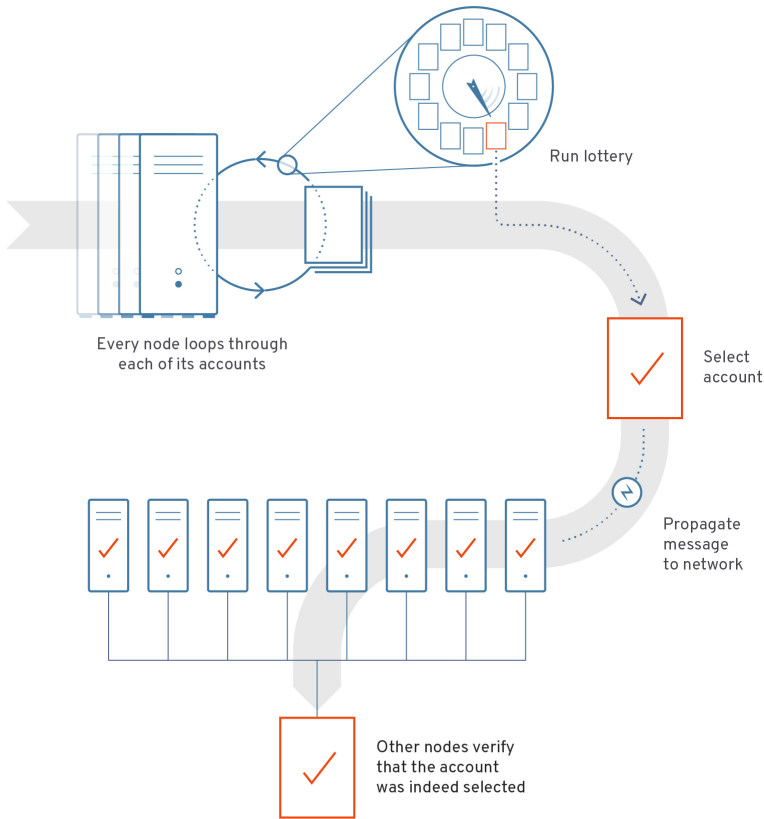 Run lottery
Every node loops through
each of its accounts
Select
account
Propagate
message
to network
Other nodes verify
that the account
was indeed selected